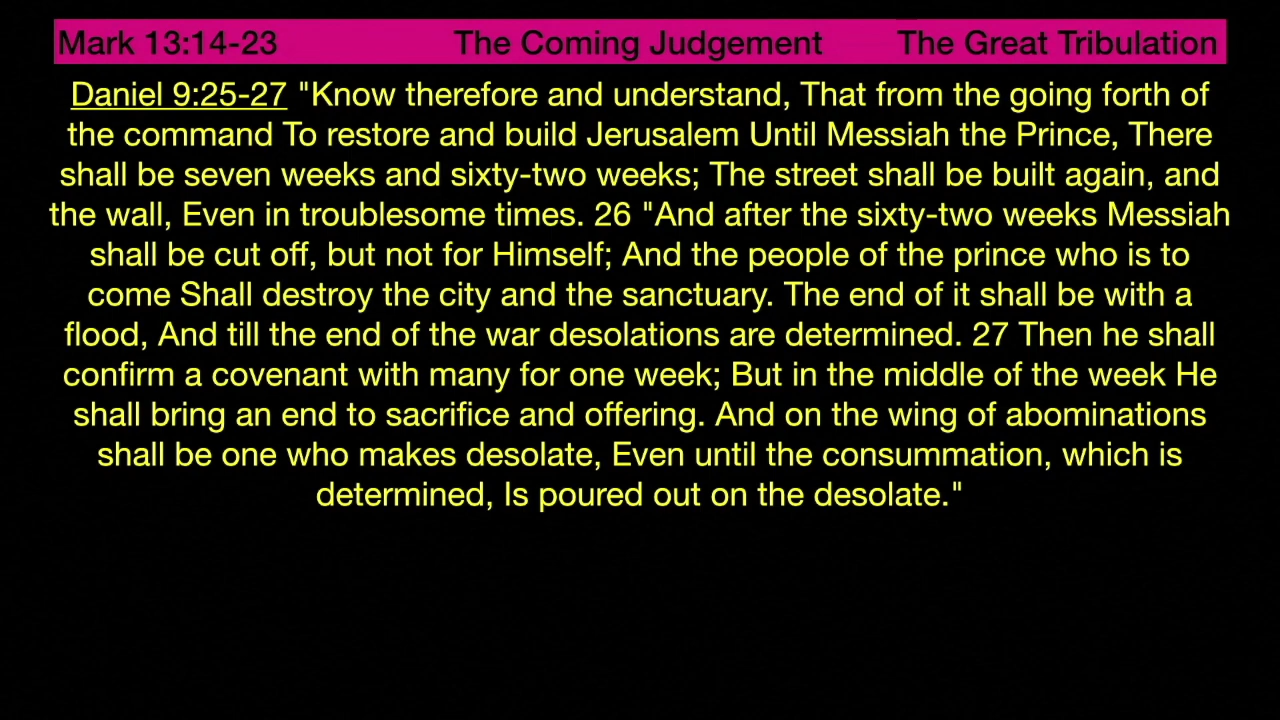 Mark 13:14-23 The Coming Judgement The Great Tribulation
Daniel 9:25-27 "Know therefore and understand, That from the going forth of
the command To restore and build Jerusalem Until Messiah the Prince, There
shall be seven weeks and sixty-two weeks; The street shall be built again, and
the wall, Even in troublesome times. 26 "And after the sixty-two weeks Messiah
shall be cut off, but not for Himself; And the people of the prince who is to
come Shall destroy the city and the sanctuary. The end of it shall be with a
flood, And till the end of the war desolations are determined. 27 Then he shall
confirm a covenant with many for one week; But in the middle of the week He
shall bring an end to sacrifice and offering. And on the wing of abominations
shall be one who makes desolate, Even until the consummation, which is
determined, Is poured out on the desolate."